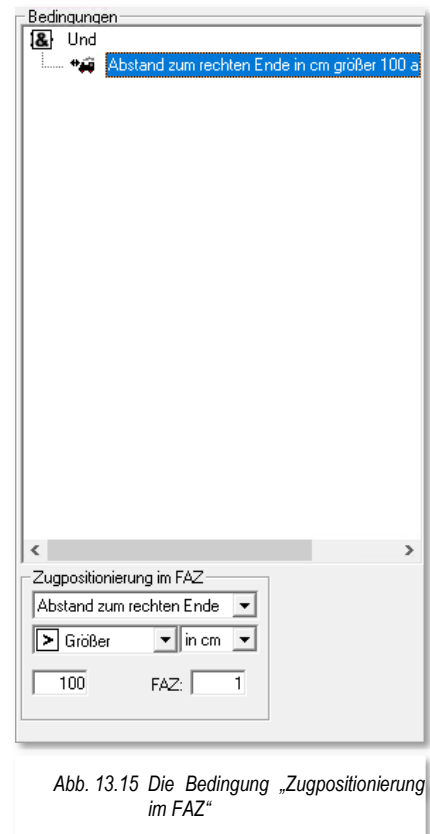 Bedingungen
& Und
Abstand zum rechten Ende in cm größer 100 a
Zugpositionierung im FAZ
Abstand zum rechten Ende
> Größer in cm
100 FAZ: 1
Abb. 13.15 Die Bedingung „Zugpositionierung
im FAZ“